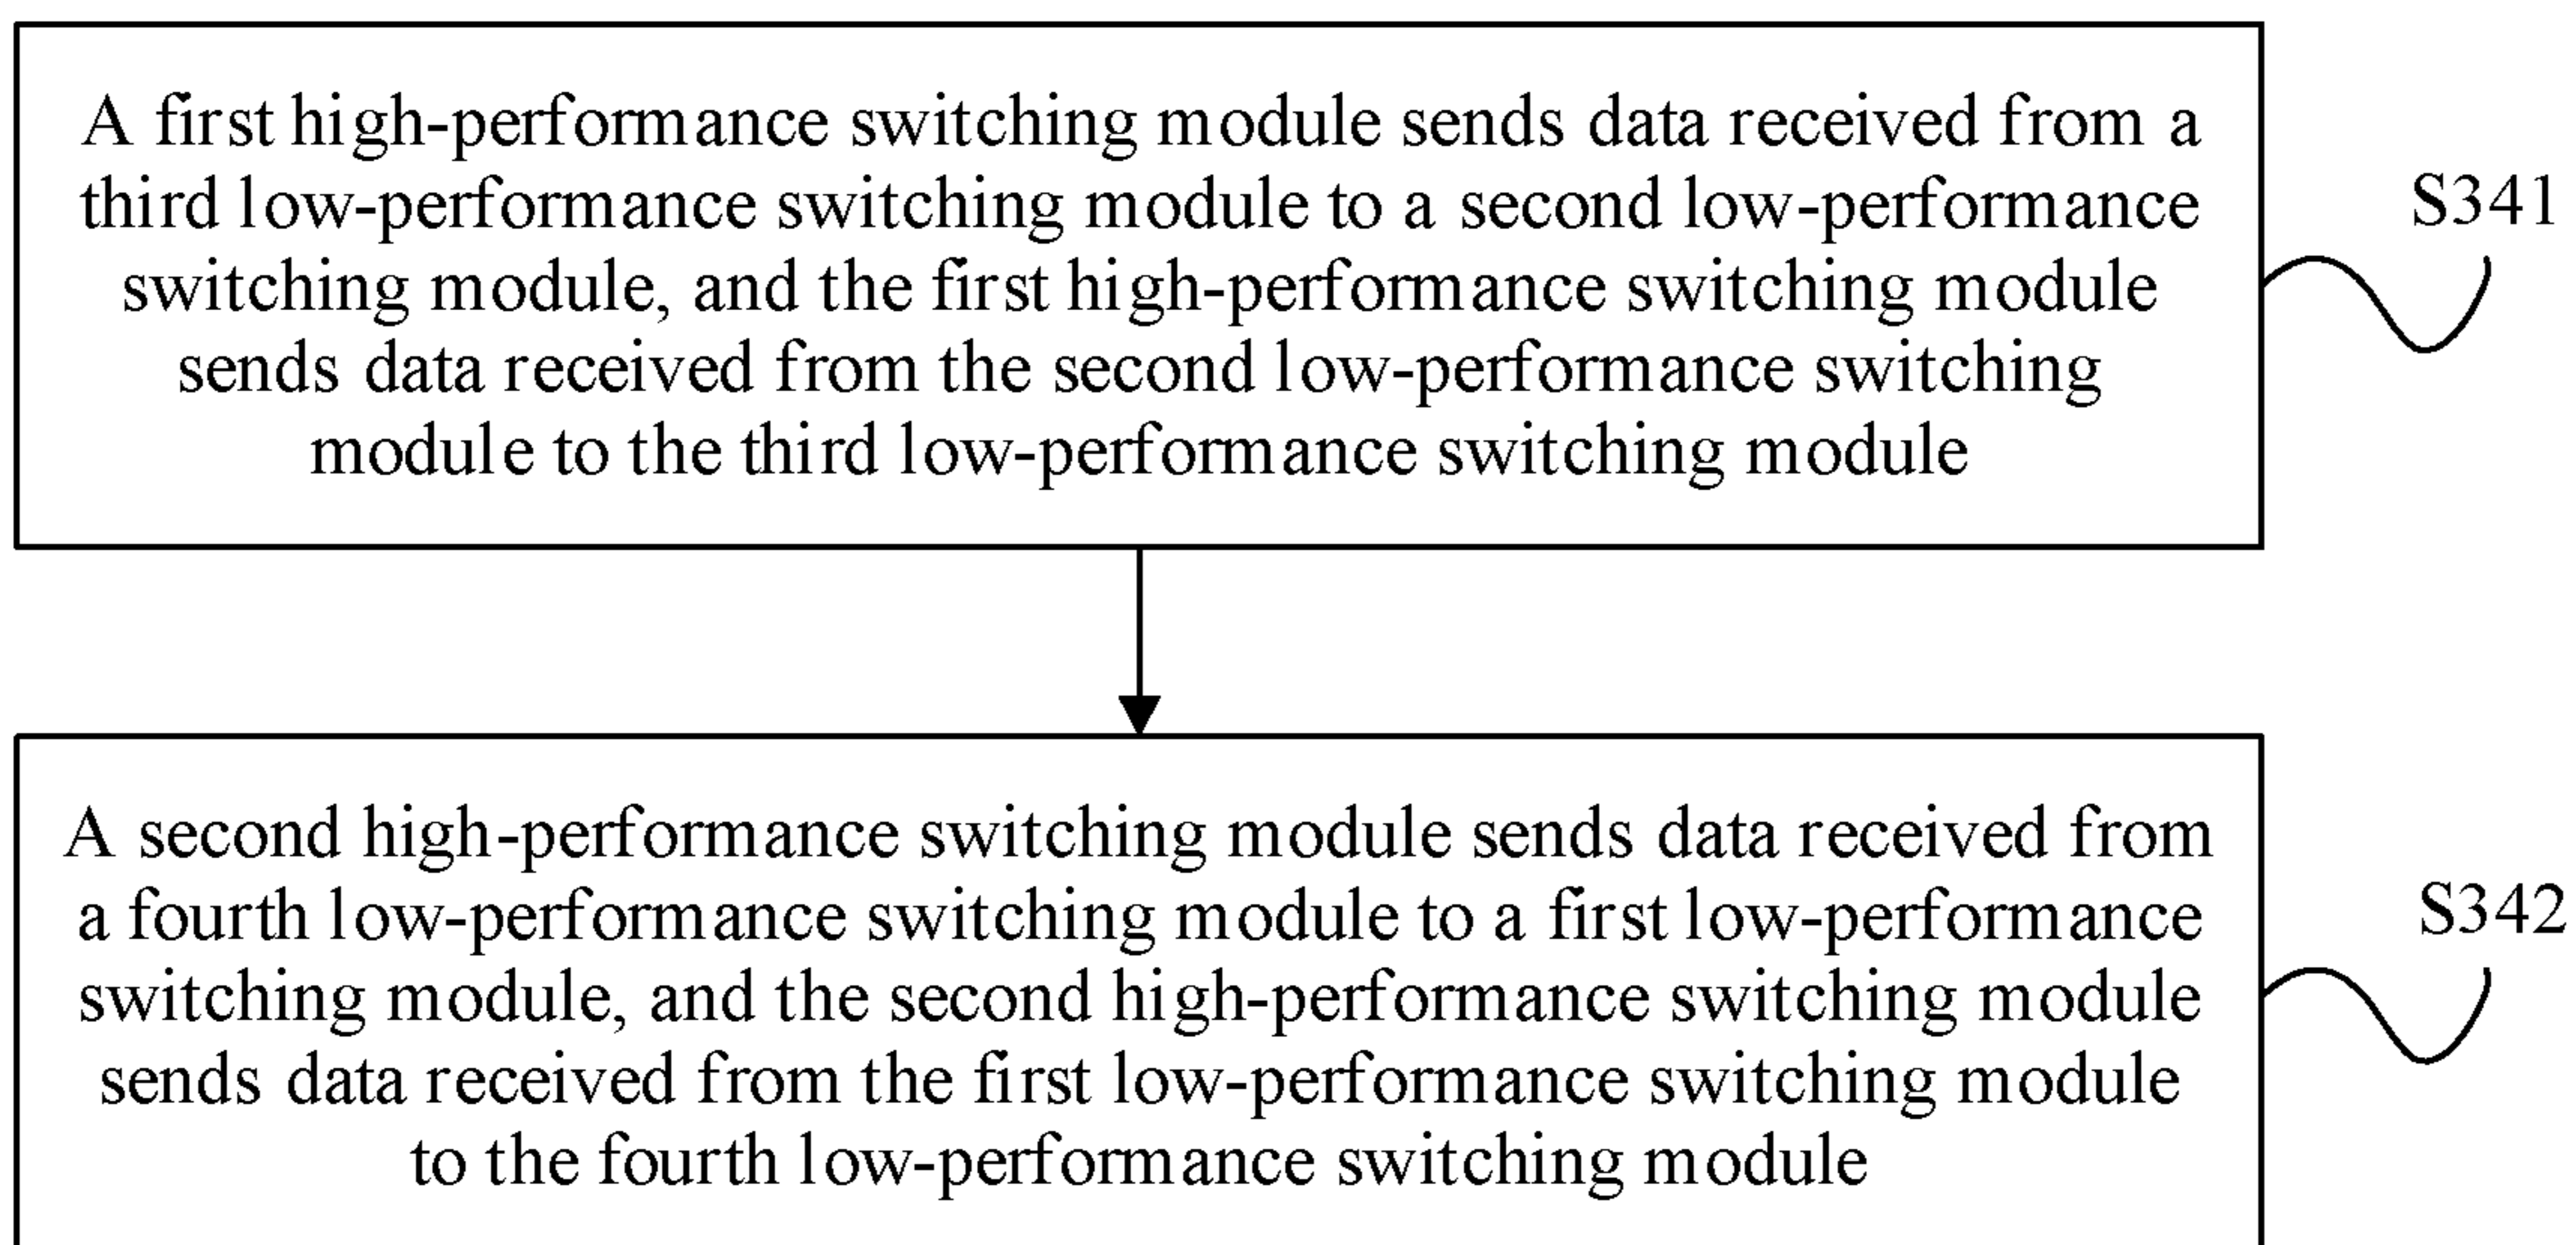 A first high-performance switching module sends data received from a
third low-performance switching module to a second low-performance
switching module, and the first high-performance switching module
sends data received from the second low-performance switching
module to the third low-performance switching module
S341
A second high-performance switching module sends data received from
a fourth low-performance switching module to a first low-performance
switching module, and the second high-performance switching module
sends data received from the first low-performance switching module
to the fourth low-performance switching module
S342